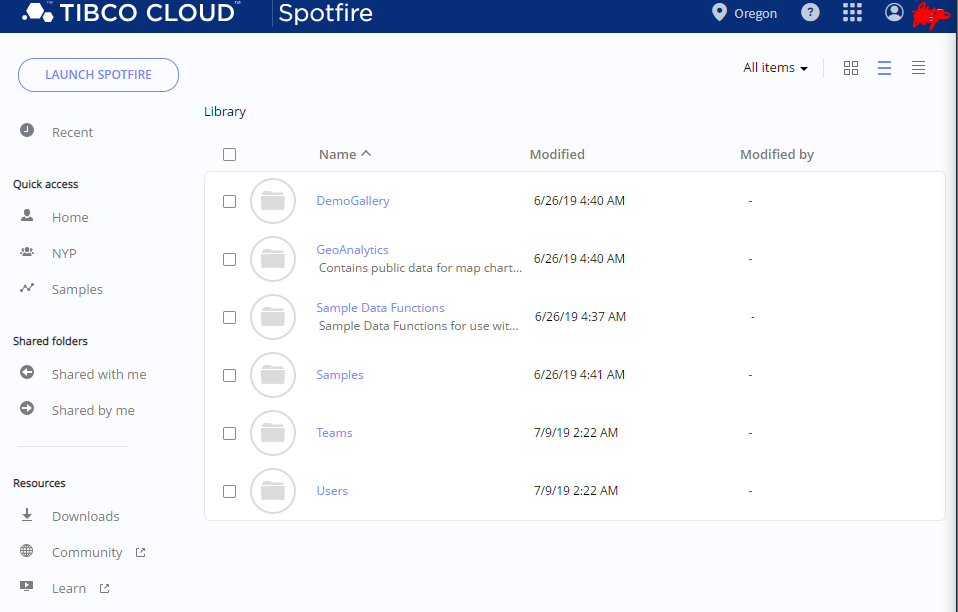 TIBCO CLOUD™ Spotfire Oregon ?
LAUNCH SPOTFIRE
All items
Recent
Library
Name Modified Modified by
Quick access
Home
NYP
Samples
Shared folders
Shared with me
Shared by me
Resources
Downloads
Community
Learn
DemoGallery 6/26/19 4:40 AM -
GeoAnalytics 6/26/19 4:40 AM -
Contains public data for map chart...
Sample Data Functions 6/26/19 4:37 AM -
Sample Data Functions for use wit...
Samples 6/26/19 4:41 AM -
Teams 7/9/19 2:22 AM -
Users 7/9/19 2:22 AM -